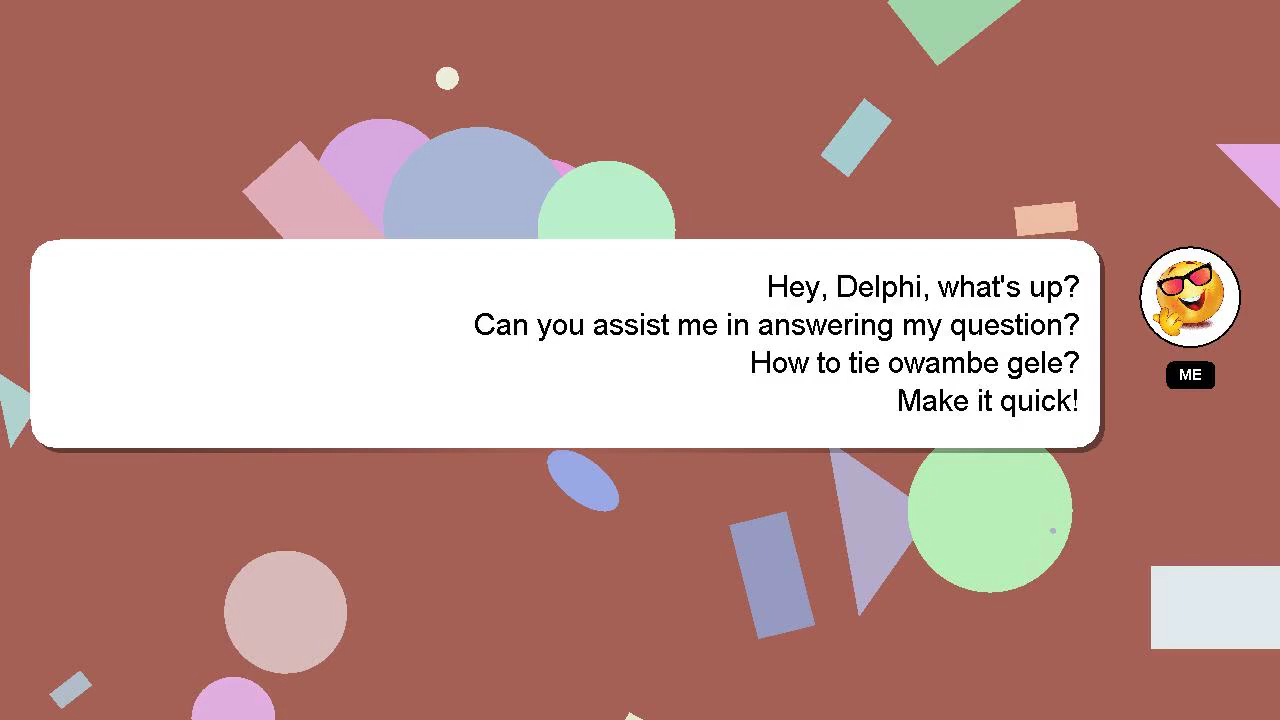 Hey, Delphi, what's up?
Can you assist me in answering my question?
How to tie owambe gele?
Make it quick!
ME